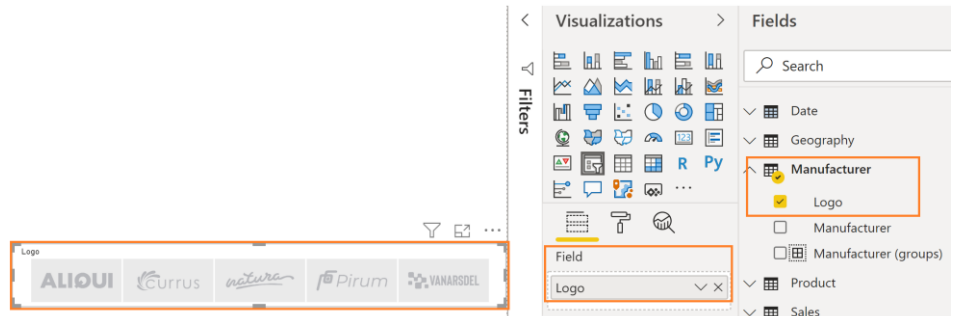 Visualizations
Fields
Search
Filters
123
R
Py
Date
Geography
Manufacturer
Logo
Manufacturer
Manufacturer (groups)
Product
Sales
Field
Logo
Logo
ALIQUI
Currus
natura
Pirum
VANARSDEL